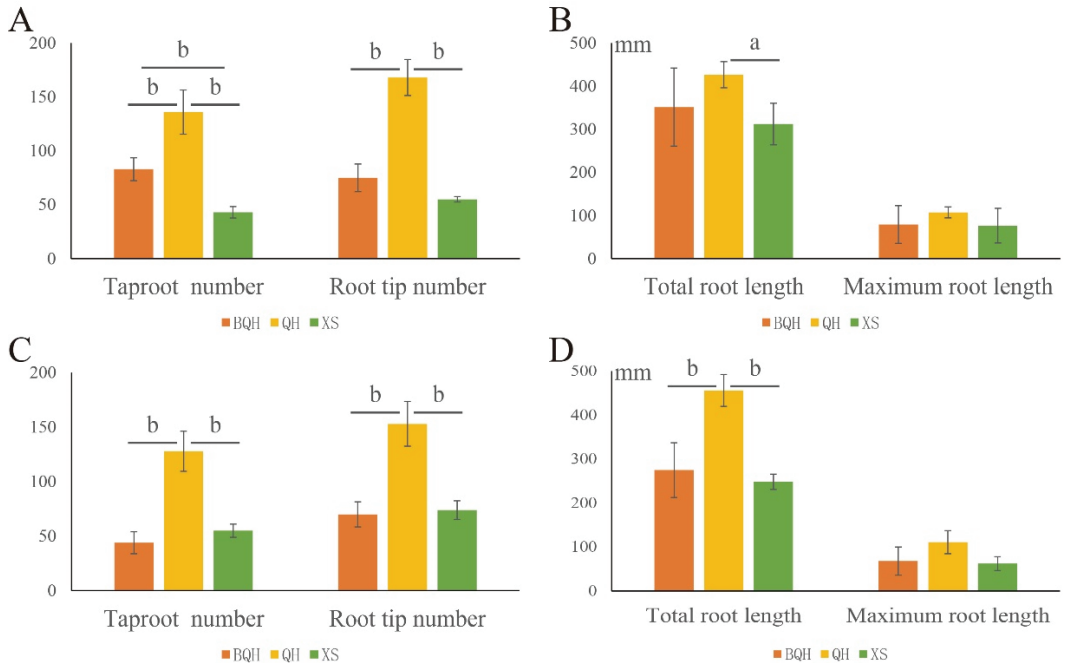 A
200
150
100
50
0
b
b b
b b
Taproot number Root tip number
BQH QH XS
B
500
400
300
200
100
0
mm
a
Total root length Maximum root length
BQH QH XS
C
200
150
100
50
0
b b
b b
Taproot number Root tip number
BQH QH XS
D
500
400
300
200
100
0
mm
b b
Total root length Maximum root length
BQH QH XS